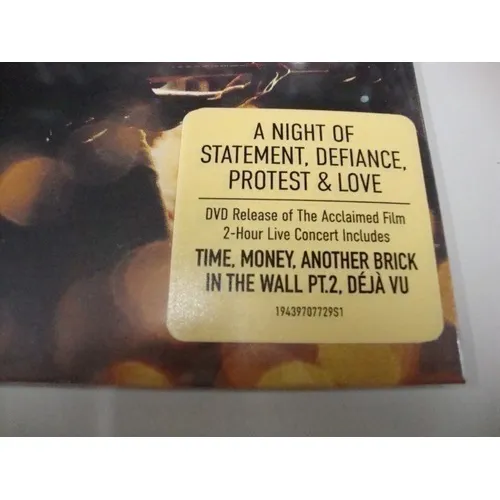 A NIGHT OF
STATEMENT, DEFIANCE,
PROTEST & LOVE
DVD Release of The Acclaimed Film
2-Hour Live Concert Includes
TIME, MONEY, ANOTHER BRICK
IN THE WALL PT.2, DÉJÀ VU
19439707729S1